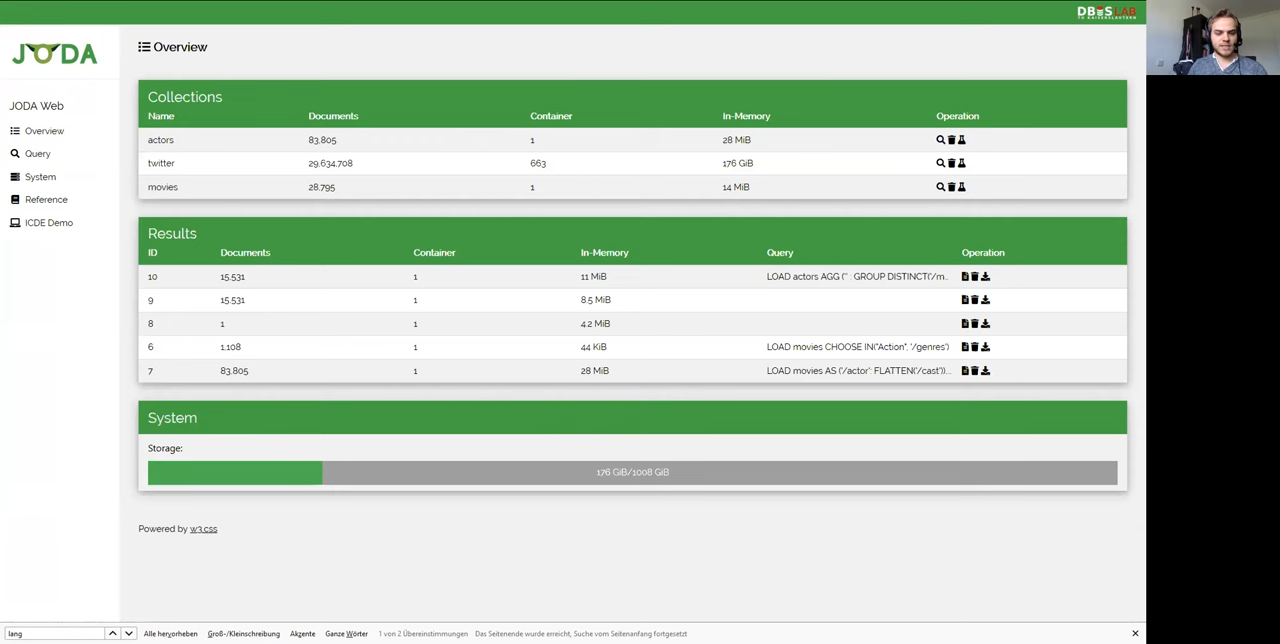 DBISLAB
TU KAISERSLAUTERN
JODA
Overview
JODA Web
Overview
Query
System
Reference
ICDE Demo
Collections
Name Documents Container In-Memory Operation
actors 83,805 1 28 MiB
twitter 29,634,708 663 176 GiB
movies 28,795 1 14 MiB
Results
ID Documents Container In-Memory Query Operation
10 15,531 1 11 MiB LOAD actors AGG ('' : GROUP DISTINCT('/m...
9 15,531 1 8.5 MiB
8 1 1 4.2 MiB
6 1,108 1 44 KiB LOAD movies CHOOSE IN("Action", '/genres')
7 83,805 1 28 MiB LOAD movies AS ('/actor': FLATTEN('/cast'))...
System
Storage:
176 GiB/1008 GiB
Powered by w3.css
lang Alle hervorheben Groß-/Kleinschreibung Akzente Ganze Wörter 1 von 2 Übereinstimmungen Das Seitenende wurde erreicht, Suche vom Seitenanfang fortgesetzt